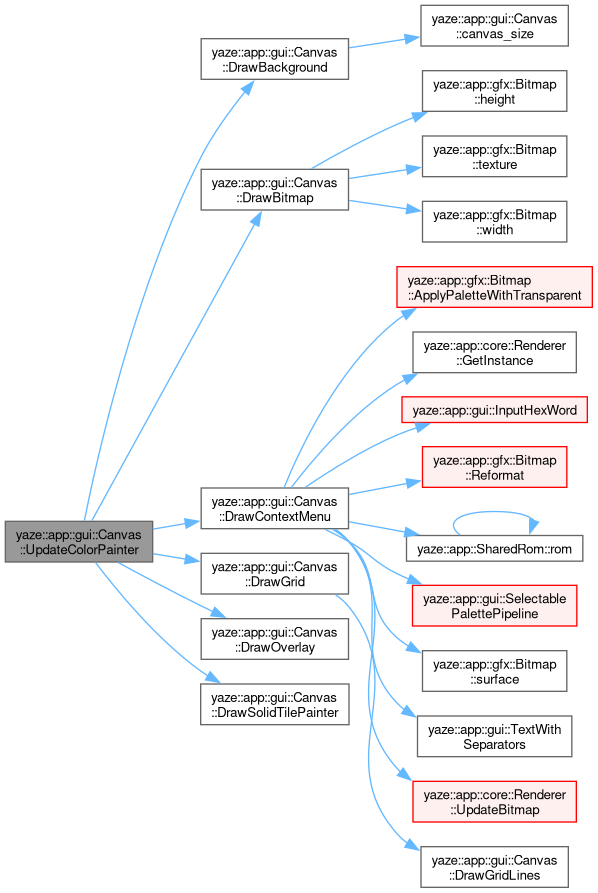 yaze::app::gui::Canvas
::UpdateColorPainter
yaze::app::gui::Canvas
::DrawBackground
yaze::app::gui::Canvas
::canvas_size
yaze::app::gui::Canvas
::DrawBitmap
yaze::app::gfx::Bitmap
::height
yaze::app::gfx::Bitmap
::texture
yaze::app::gfx::Bitmap
::width
yaze::app::gui::Canvas
::DrawContextMenu
yaze::app::gfx::Bitmap
::ApplyPaletteWithTransparent
yaze::app::core::Renderer
::GetInstance
yaze::app::gui::InputHexWord
yaze::app::gfx::Bitmap
::Reformat
yaze::app::SharedRom::rom
yaze::app::gui::Selectable
PalettePipeline
yaze::app::gfx::Bitmap
::surface
yaze::app::gui::TextWith
Separators
yaze::app::core::Renderer
::UpdateBitmap
yaze::app::gui::Canvas
::DrawGrid
yaze::app::gui::Canvas
::DrawGridLines
yaze::app::gui::Canvas
::DrawOverlay
yaze::app::gui::Canvas
::DrawSolidTilePainter